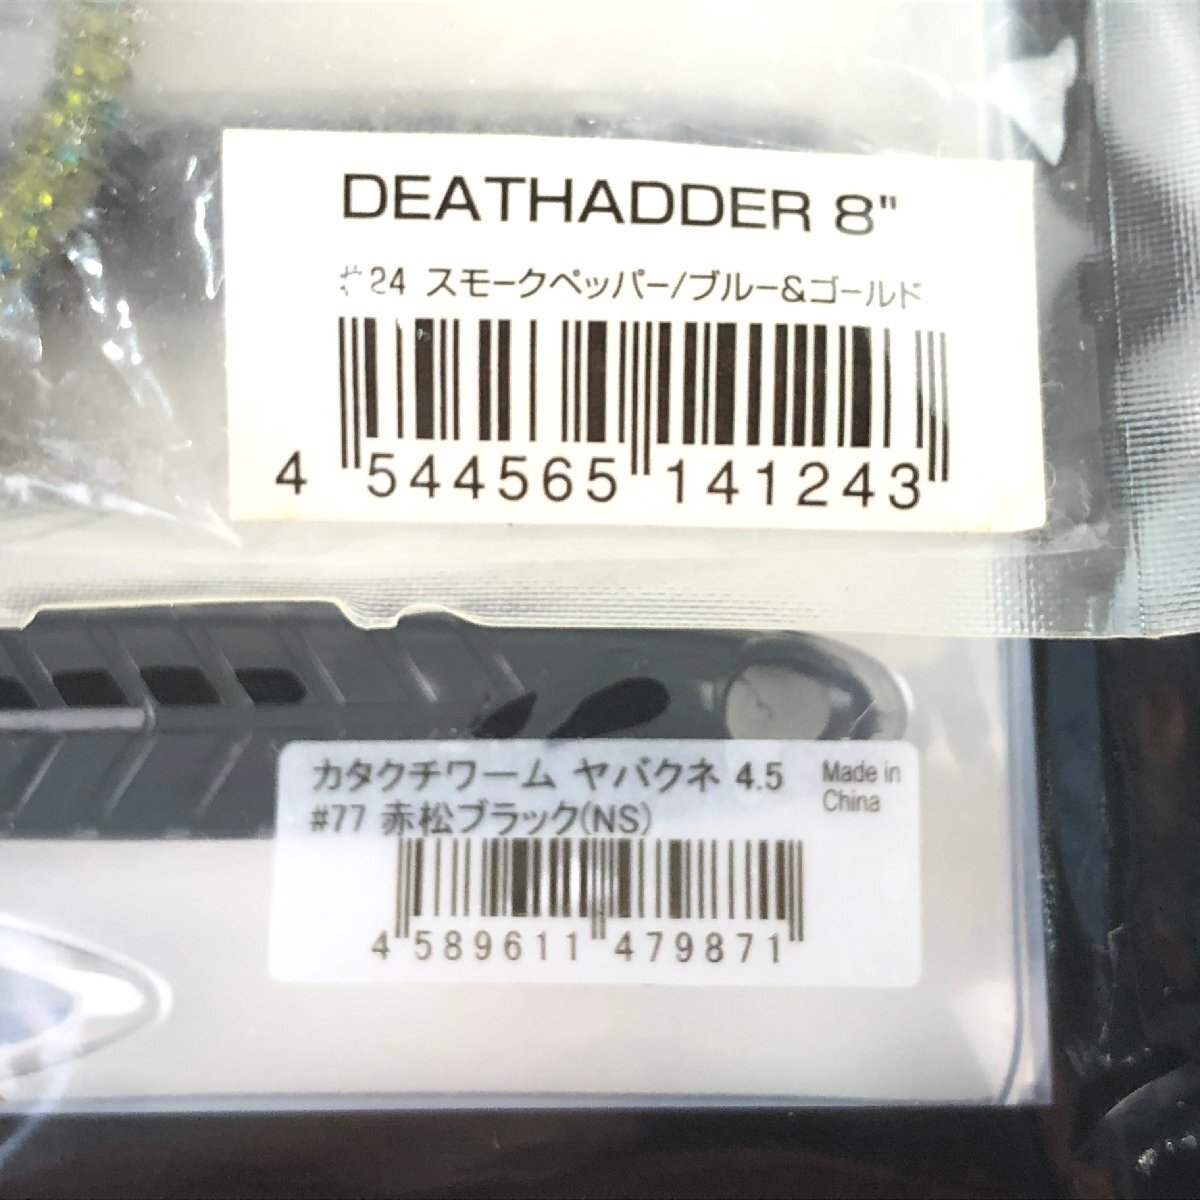 DEATHADDER 8"
#24 スモークペッパー/ブルー&ゴールド
4 544565 141243
カタクチワーム ヤバクネ 4.5
Made in
China
#77 赤松ブラック(NS)
4 589611 479871